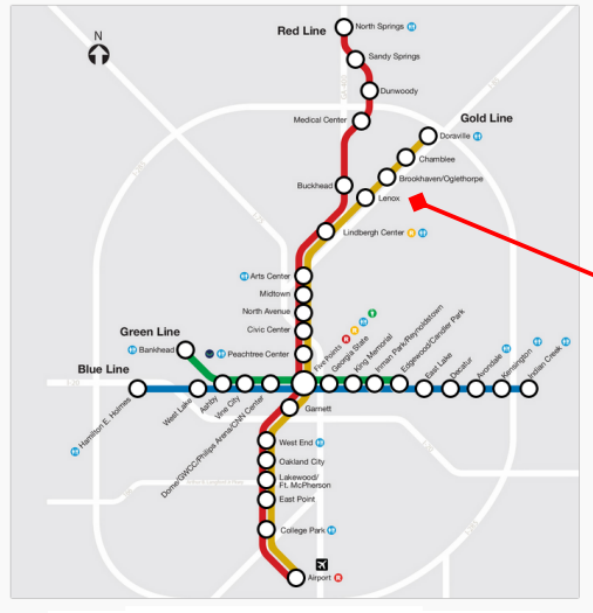 N
Red Line
North Springs
Sandy Springs
Dunwoody
Medical Center
Gold Line
Doraville
Chamblee
Brookhaven/Oglethorpe
Buckhead
Lenox
Lindbergh Center
Arts Center
Midtown
North Avenue
Civic Center
Green Line
Bankhead
Peachtree Center
Five Points
Georgia State
King Memorial
Inman Park/Reynoldstown
Edgewood/Candler Park
Blue Line
Hamilton E. Holmes
West Lake
Ashby
Vine City
Dome/GWCC/Philips Arena/CNN Center
East Lake
Decatur
Avondale
Kensington
Indian Creek
Garnett
West End
Oakland City
Lakewood/
Ft. McPherson
East Point
College Park
Airport